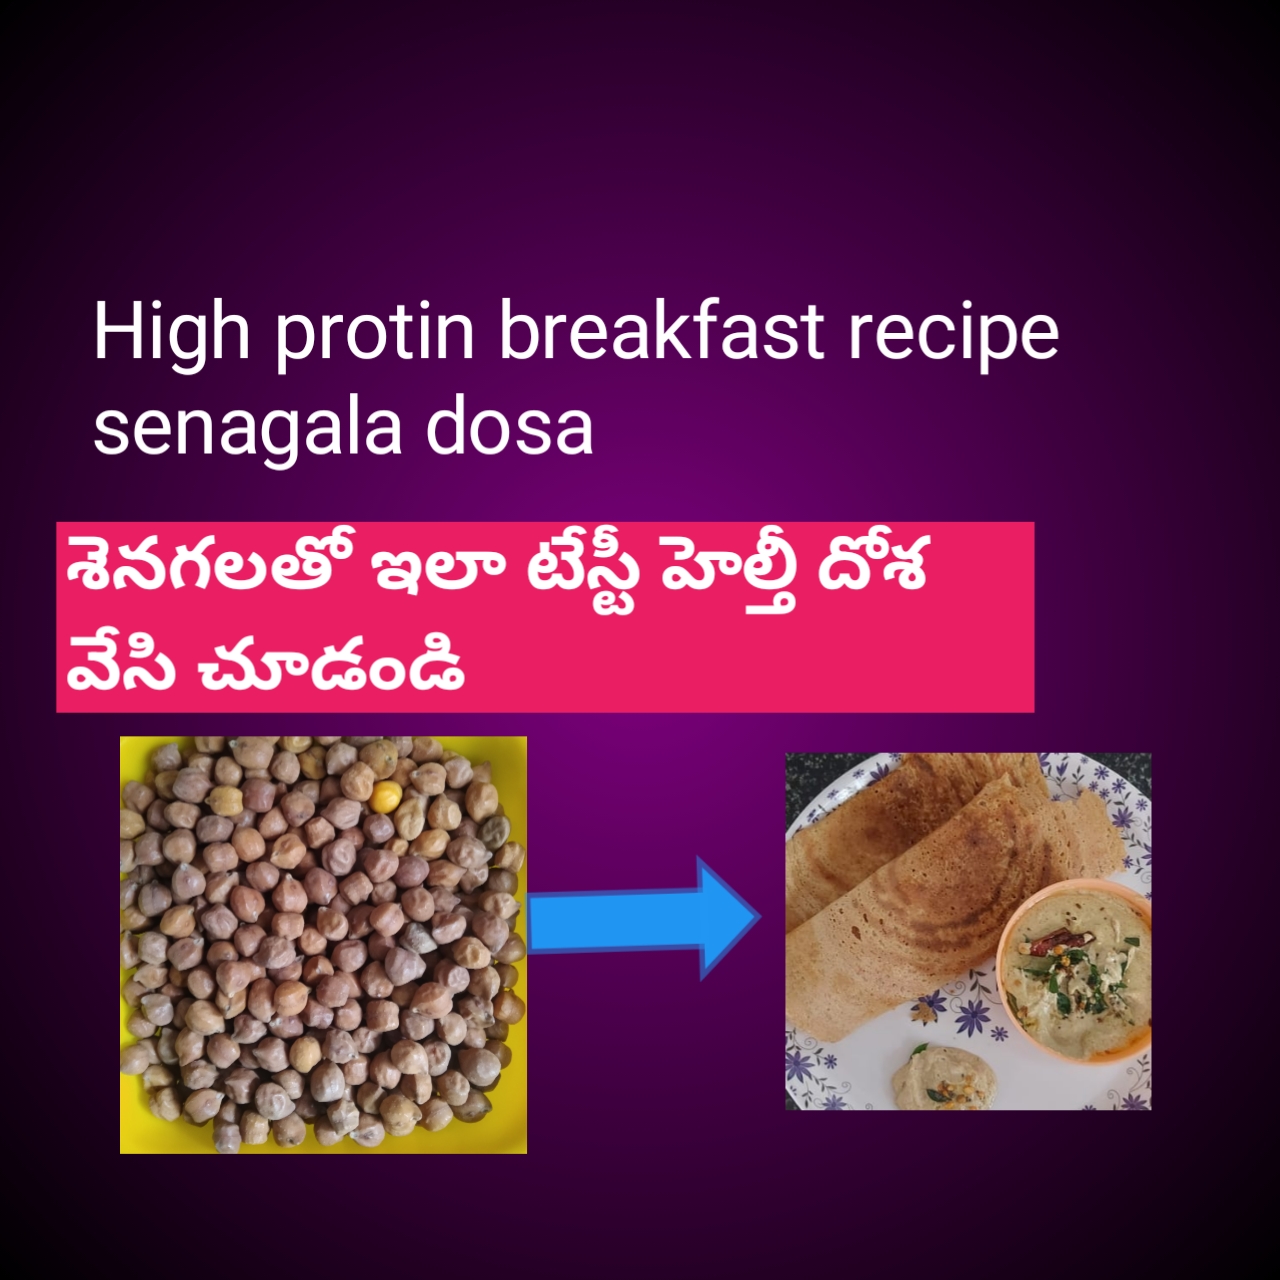 High protin breakfast recipe
senagala dosa
శెనగలతో ఇలా టేస్టీ హెల్తీ దోశ
వేసి చూడండి